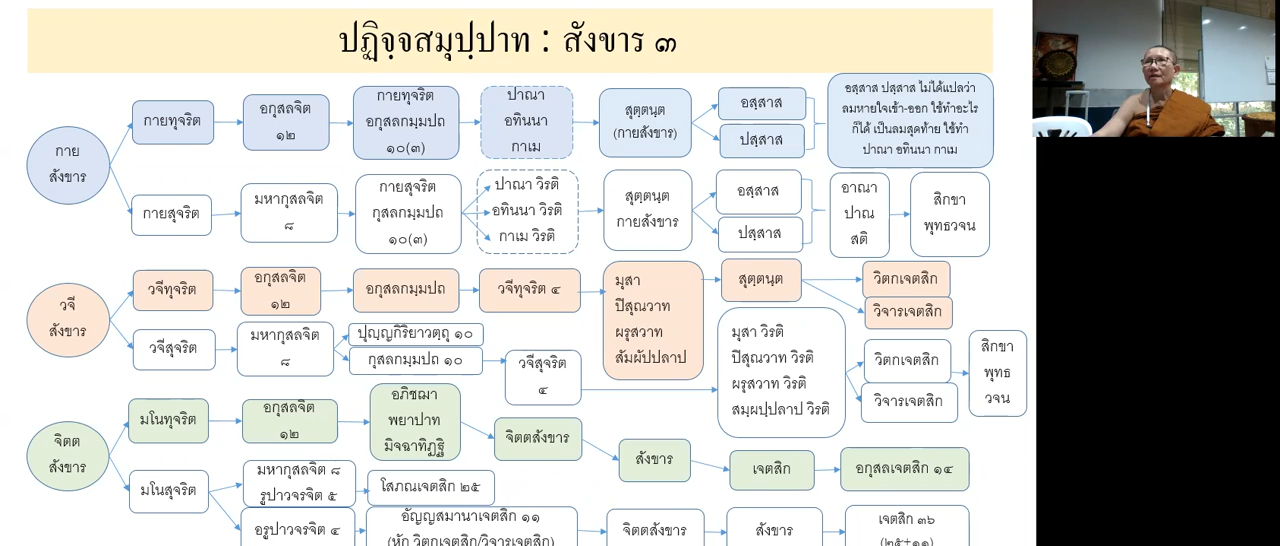 ปฏิจฺจสมุปฺปาท : สังขาร ๓
กาย
สังขาร
กายทุจริต
อกุสลจิต
๑๒
กายทุจริต
อกุสลกมฺมปถ
๑๐(๓)
ปาณา
อทินนา
กาเม
สุตฺตนฺต
(กายสังขาร)
อสฺสาส
ปสฺสาส
อสฺสาส ปสฺสาส ไม่ได้แปลว่า
ลมหายใจเข้า-ออก ใช้ทำอะไร
ก็ได้ เป็นลมสุดท้าย ใช้ทำ
ปาณา อทินนา กาเม
กายสุจริต
มหากุสลจิต
๘
กายสุจริต
กุสลกมฺมปถ
๑๐(๓)
ปาณา วิรติ
อทินนา วิรติ
กาเม วิรติ
สุตฺตนฺต
กายสังขาร
อสฺสาส
ปสฺสาส
อานา
ปาณ
สติ
สิกขา
พุทธวจน
วจี
สังขาร
วจีทุจริต
อกุสลจิต
๑๒
อกุสลกมฺมปถ
วจีทุจริต ๔
มุสา
ปิสุณวาท
ผรุสวาท
สัมผัปปลาป
สุตฺตนฺต
วิตกเจตสิก
วิจารเจตสิก
วจีสุจริต
มหากุสลจิต
๘
ปุญฺญกิริยาวตฺถุ ๑๐
กุสลกมฺมปถ ๑๐
วจีสุจริต
๔
มุสา วิรติ
ปิสุณวาท วิรติ
ผรุสวาท วิรติ
สมฺผปฺปลาป วิรติ
วิตกเจตสิก
วิจารเจตสิก
สิกขา
พุทธ
วจน
จิตต
สังขาร
มโนทุจริต
อกุสลจิต
๑๒
อภิชฌา
พยาปาท
มิจฉาทิฏฐิ
จิตตสังขาร
สังขาร
เจตสิก
อกุสลเจตสิก ๑๔
มโนสุจริต
มหากุสลจิต ๘
รูปาวจรจิต ๕
โสภณเจตสิก ๒๕
อรูปาวจรจิต ๔
อัญญสมานาเจตสิก ๑๑
(หัก วิตกเจตสิก/วิจารเจตสิก)
จิตตสังขาร
สังขาร
เจตสิก ๓๖
(๒๕+๑๑)